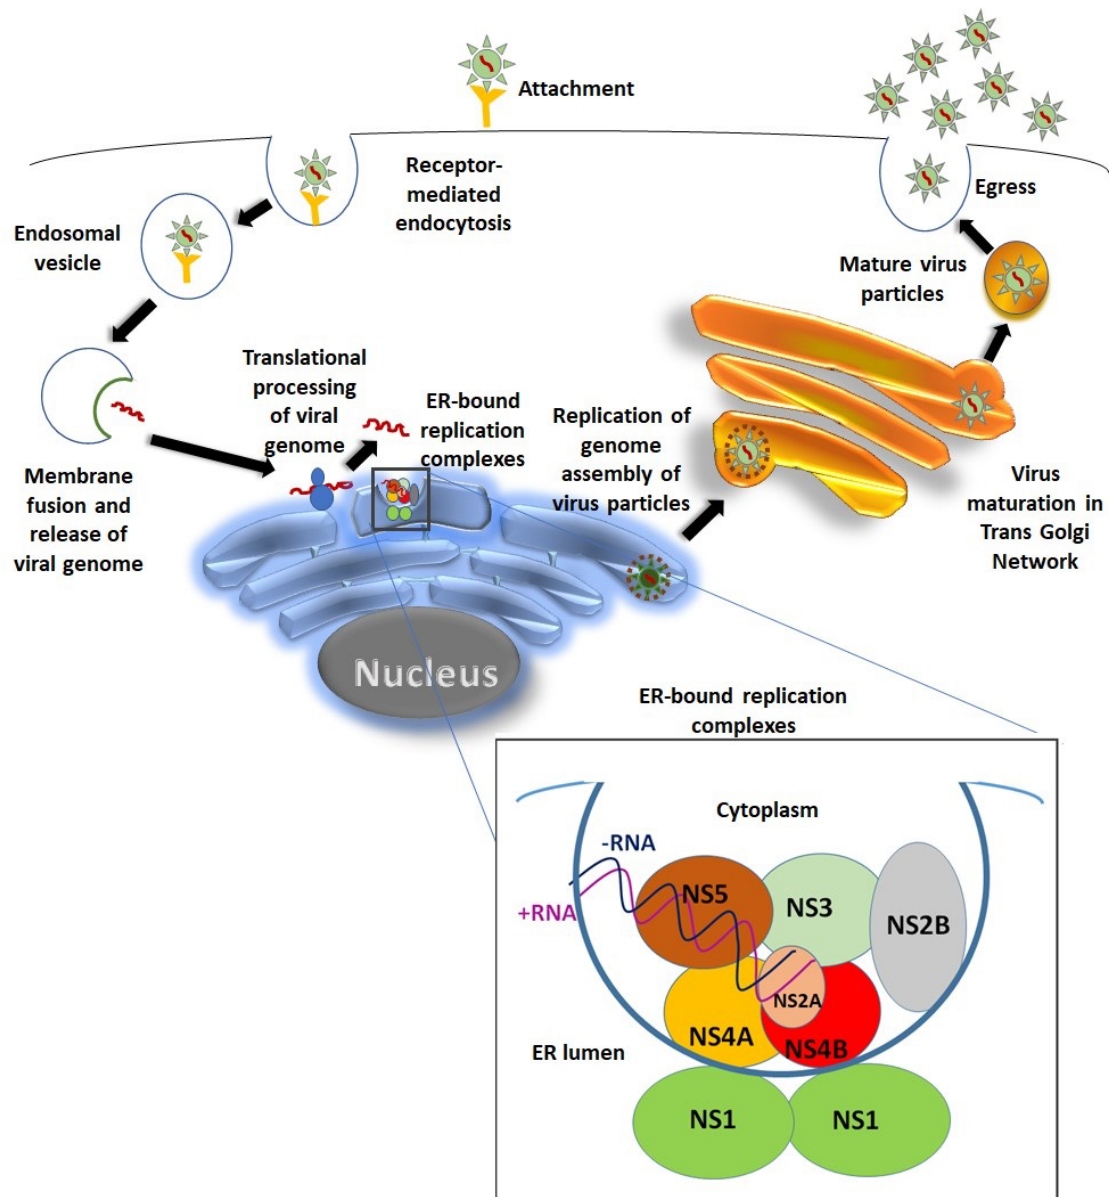 Attachment
Receptor-
mediated
endocytosis
Endosomal
vesicle
Membrane
fusion and
release of
viral genome
Translational
processing
of viral
genome
ER-bound
replication
complexes
Replication of
genome
assembly of
virus particles
Virus
maturation in
Trans Golgi
Network
Mature virus
particles
Egress
Nucleus
ER-bound replication
complexes
Cytoplasm
-RNA
+RNA
NS5
NS3
NS2B
NS2A
NS4A
NS4B
ER lumen
NS1
NS1